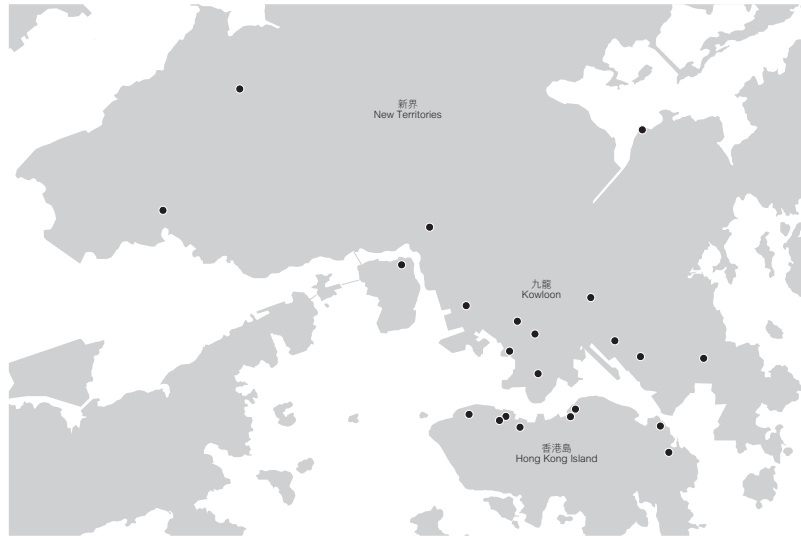 新界
New Territories
九龍
Kowloon
香港島
Hong Kong Island